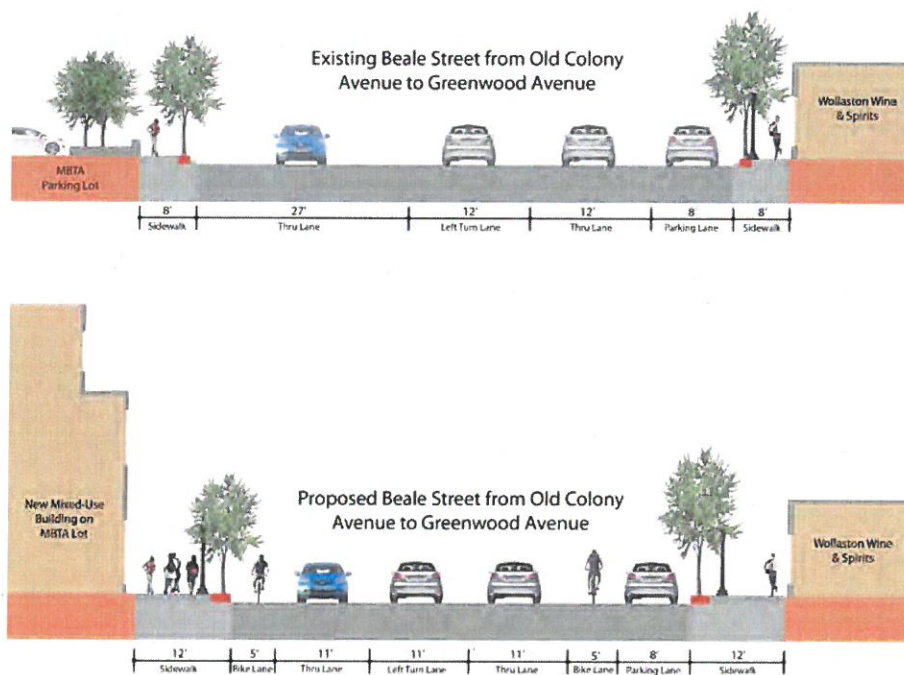 Existing Beale Street from Old Colony
Avenue to Greenwood Avenue
Wollaston Wine
& Spirits
MBTA
Parking Lot
8' 27' 12' 12' 8 8'
Sidewalk Thru Lane Left Turn Lane Thru Lane Parking Lane Sidewalk
New Mixed-Use
Building on
MBTA Lot
Proposed Beale Street from Old Colony
Avenue to Greenwood Avenue
Wollaston Wine
& Spirits
12' 5' 11' 11' 11' 5' 8' 12'
Sidewalk Bike Lane Thru Lane Left Turn Lane Thru Lane Bike Lane Parking Lane Sidewalk